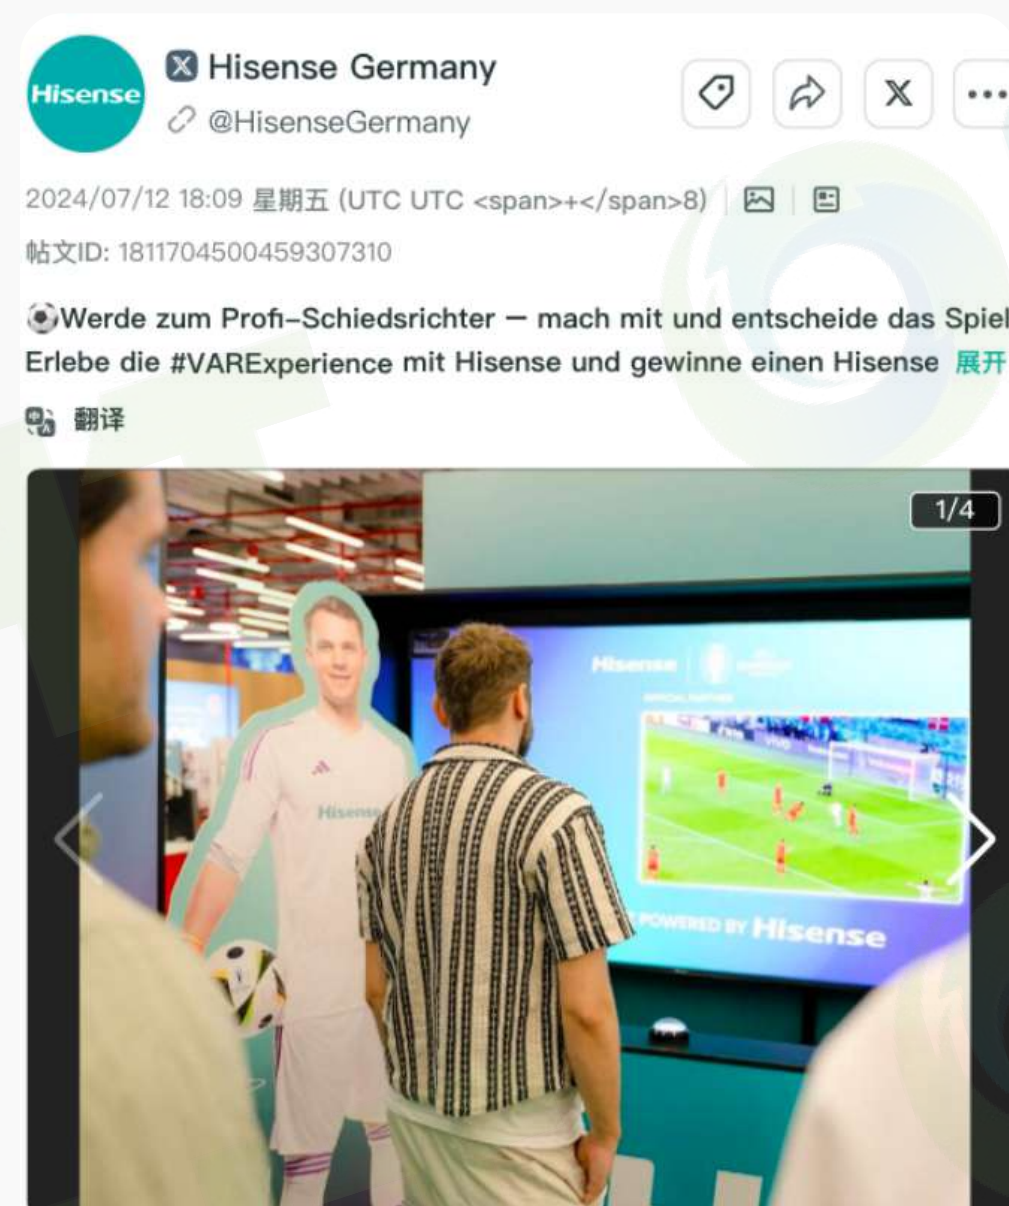 Hisense
Hisense Germany
@HisenseGermany
2024/07/12 18:09 星期五 (UTC UTC <span>+</span>8)
帖文ID: 1811704500459307310
⚽Werde zum Profi-Schiedsrichter – mach mit und entscheide das Spiel
Erlebe die #VARExperience mit Hisense und gewinne einen Hisense 展开
翻译
1/4
Hisense
OFFICIAL PARTNER
Hisense
POWERED BY Hisense